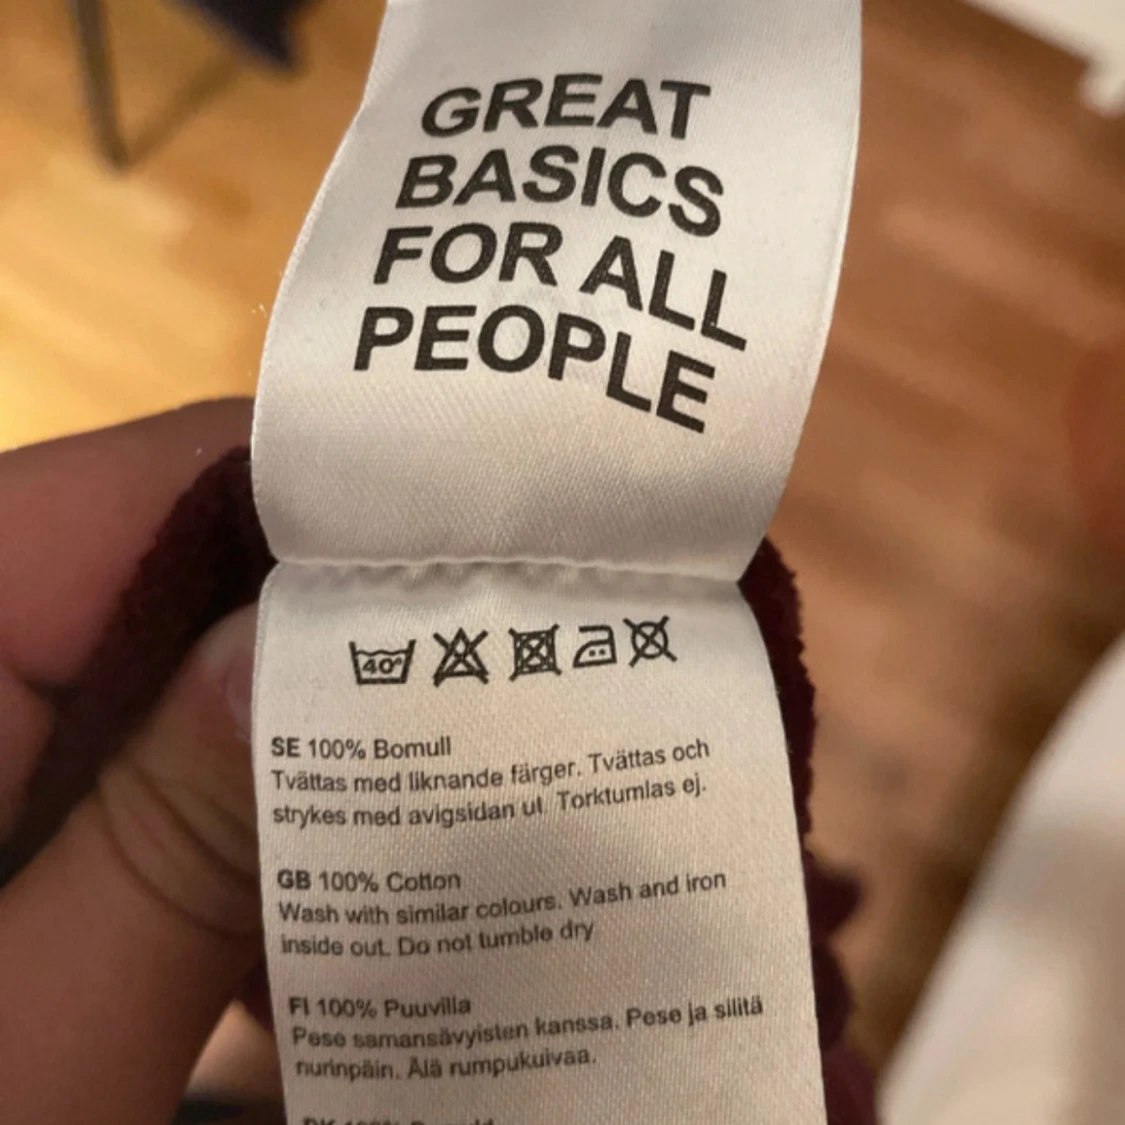 GREAT
BASICS
FOR ALL
PEOPLE
40°
SE 100% Bomull
Tvättas med liknande färger. Tvättas och
strykes med avigsidan ut Torktumlas ej.
GB 100% Cotton
Wash with similar colours. Wash and iron
inside out. Do not tumble dry
FI 100% Puuvilla
Pese samansävyisten kanssa. Pese ja silitä
nurinpäin. Älä rumpukuivaa.